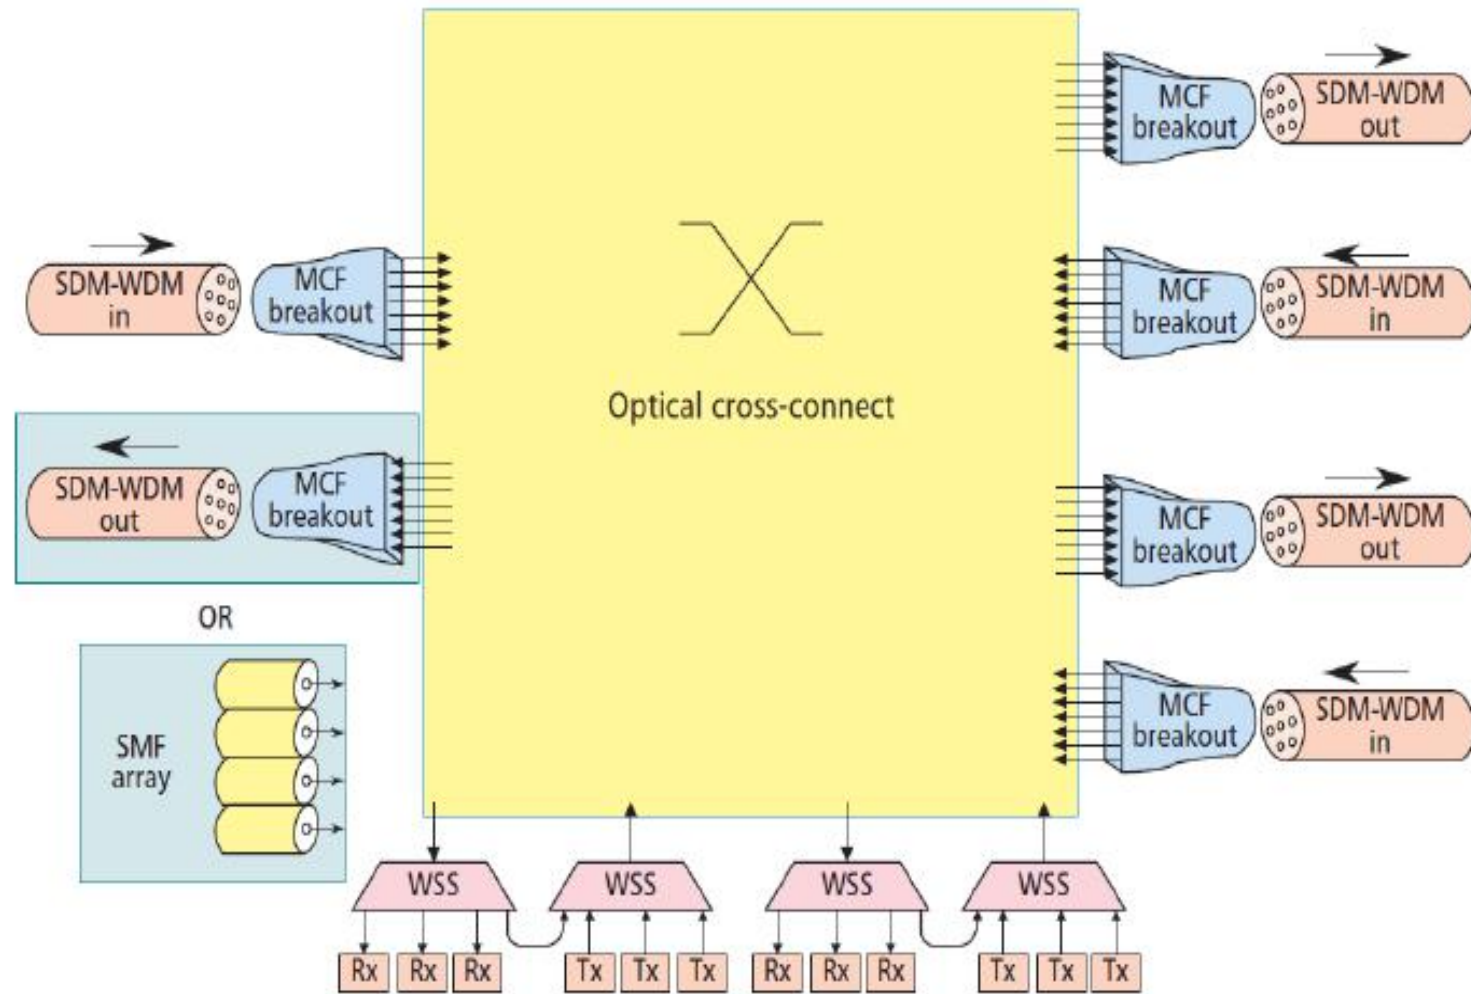 MCF
breakout
SDM-WDM
out
SDM-WDM
in
MCF
breakout
MCF
breakout
SDM-WDM
in
Optical cross-connect
SDM-WDM
out
MCF
breakout
MCF
breakout
SDM-WDM
out
OR
SMF
array
MCF
breakout
SDM-WDM
in
WSS
WSS
WSS
WSS
Rx Rx Rx
Tx Tx Tx
Rx Rx Rx
Tx Tx Tx